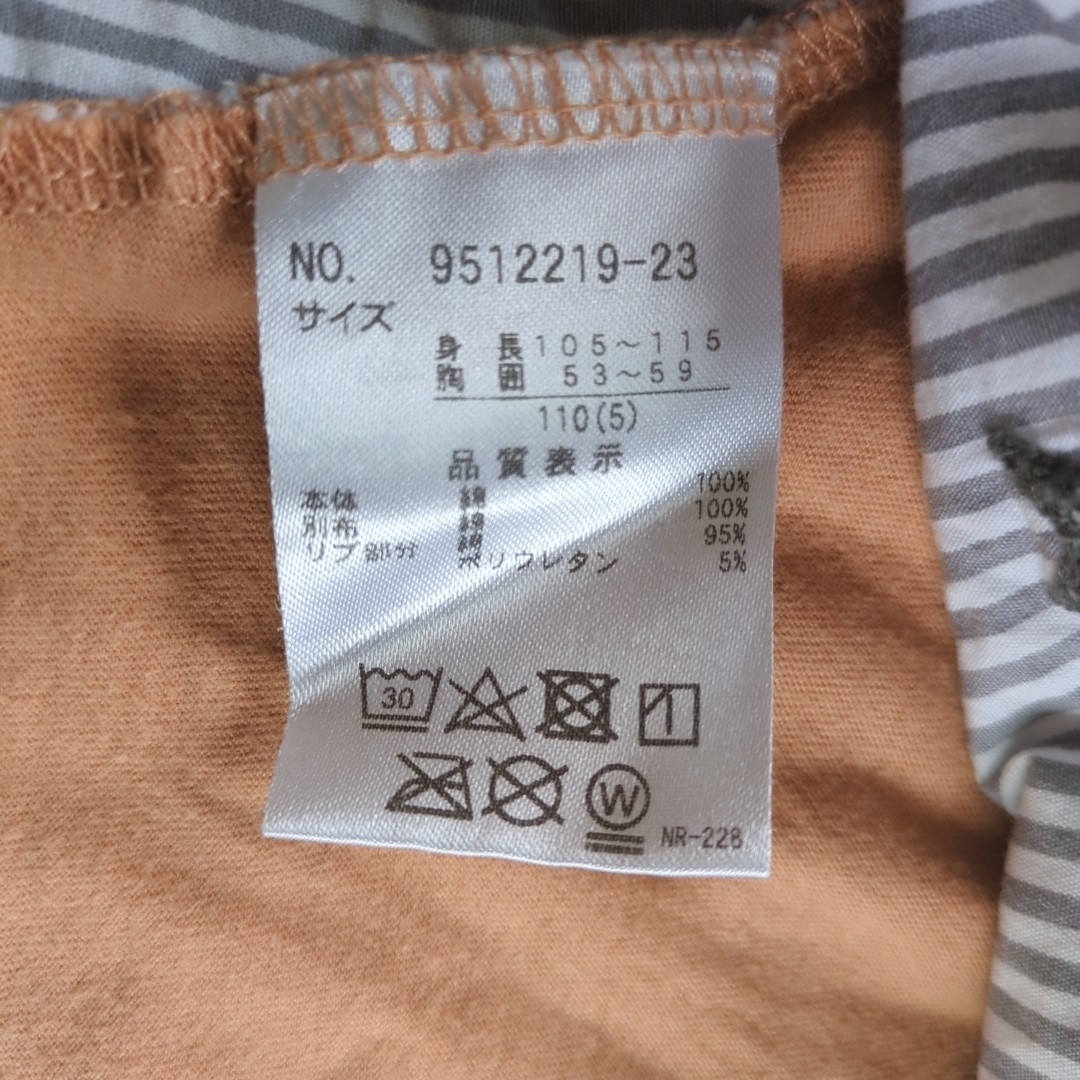 NO. 9512219-23
サイズ
身長105～115
胸囲 53～59
110(5)
品質表示
本体 綿 100%
別布 綿 100%
リブ部分 綿 95%
ポリウレタン 5%
30
W
NR-228